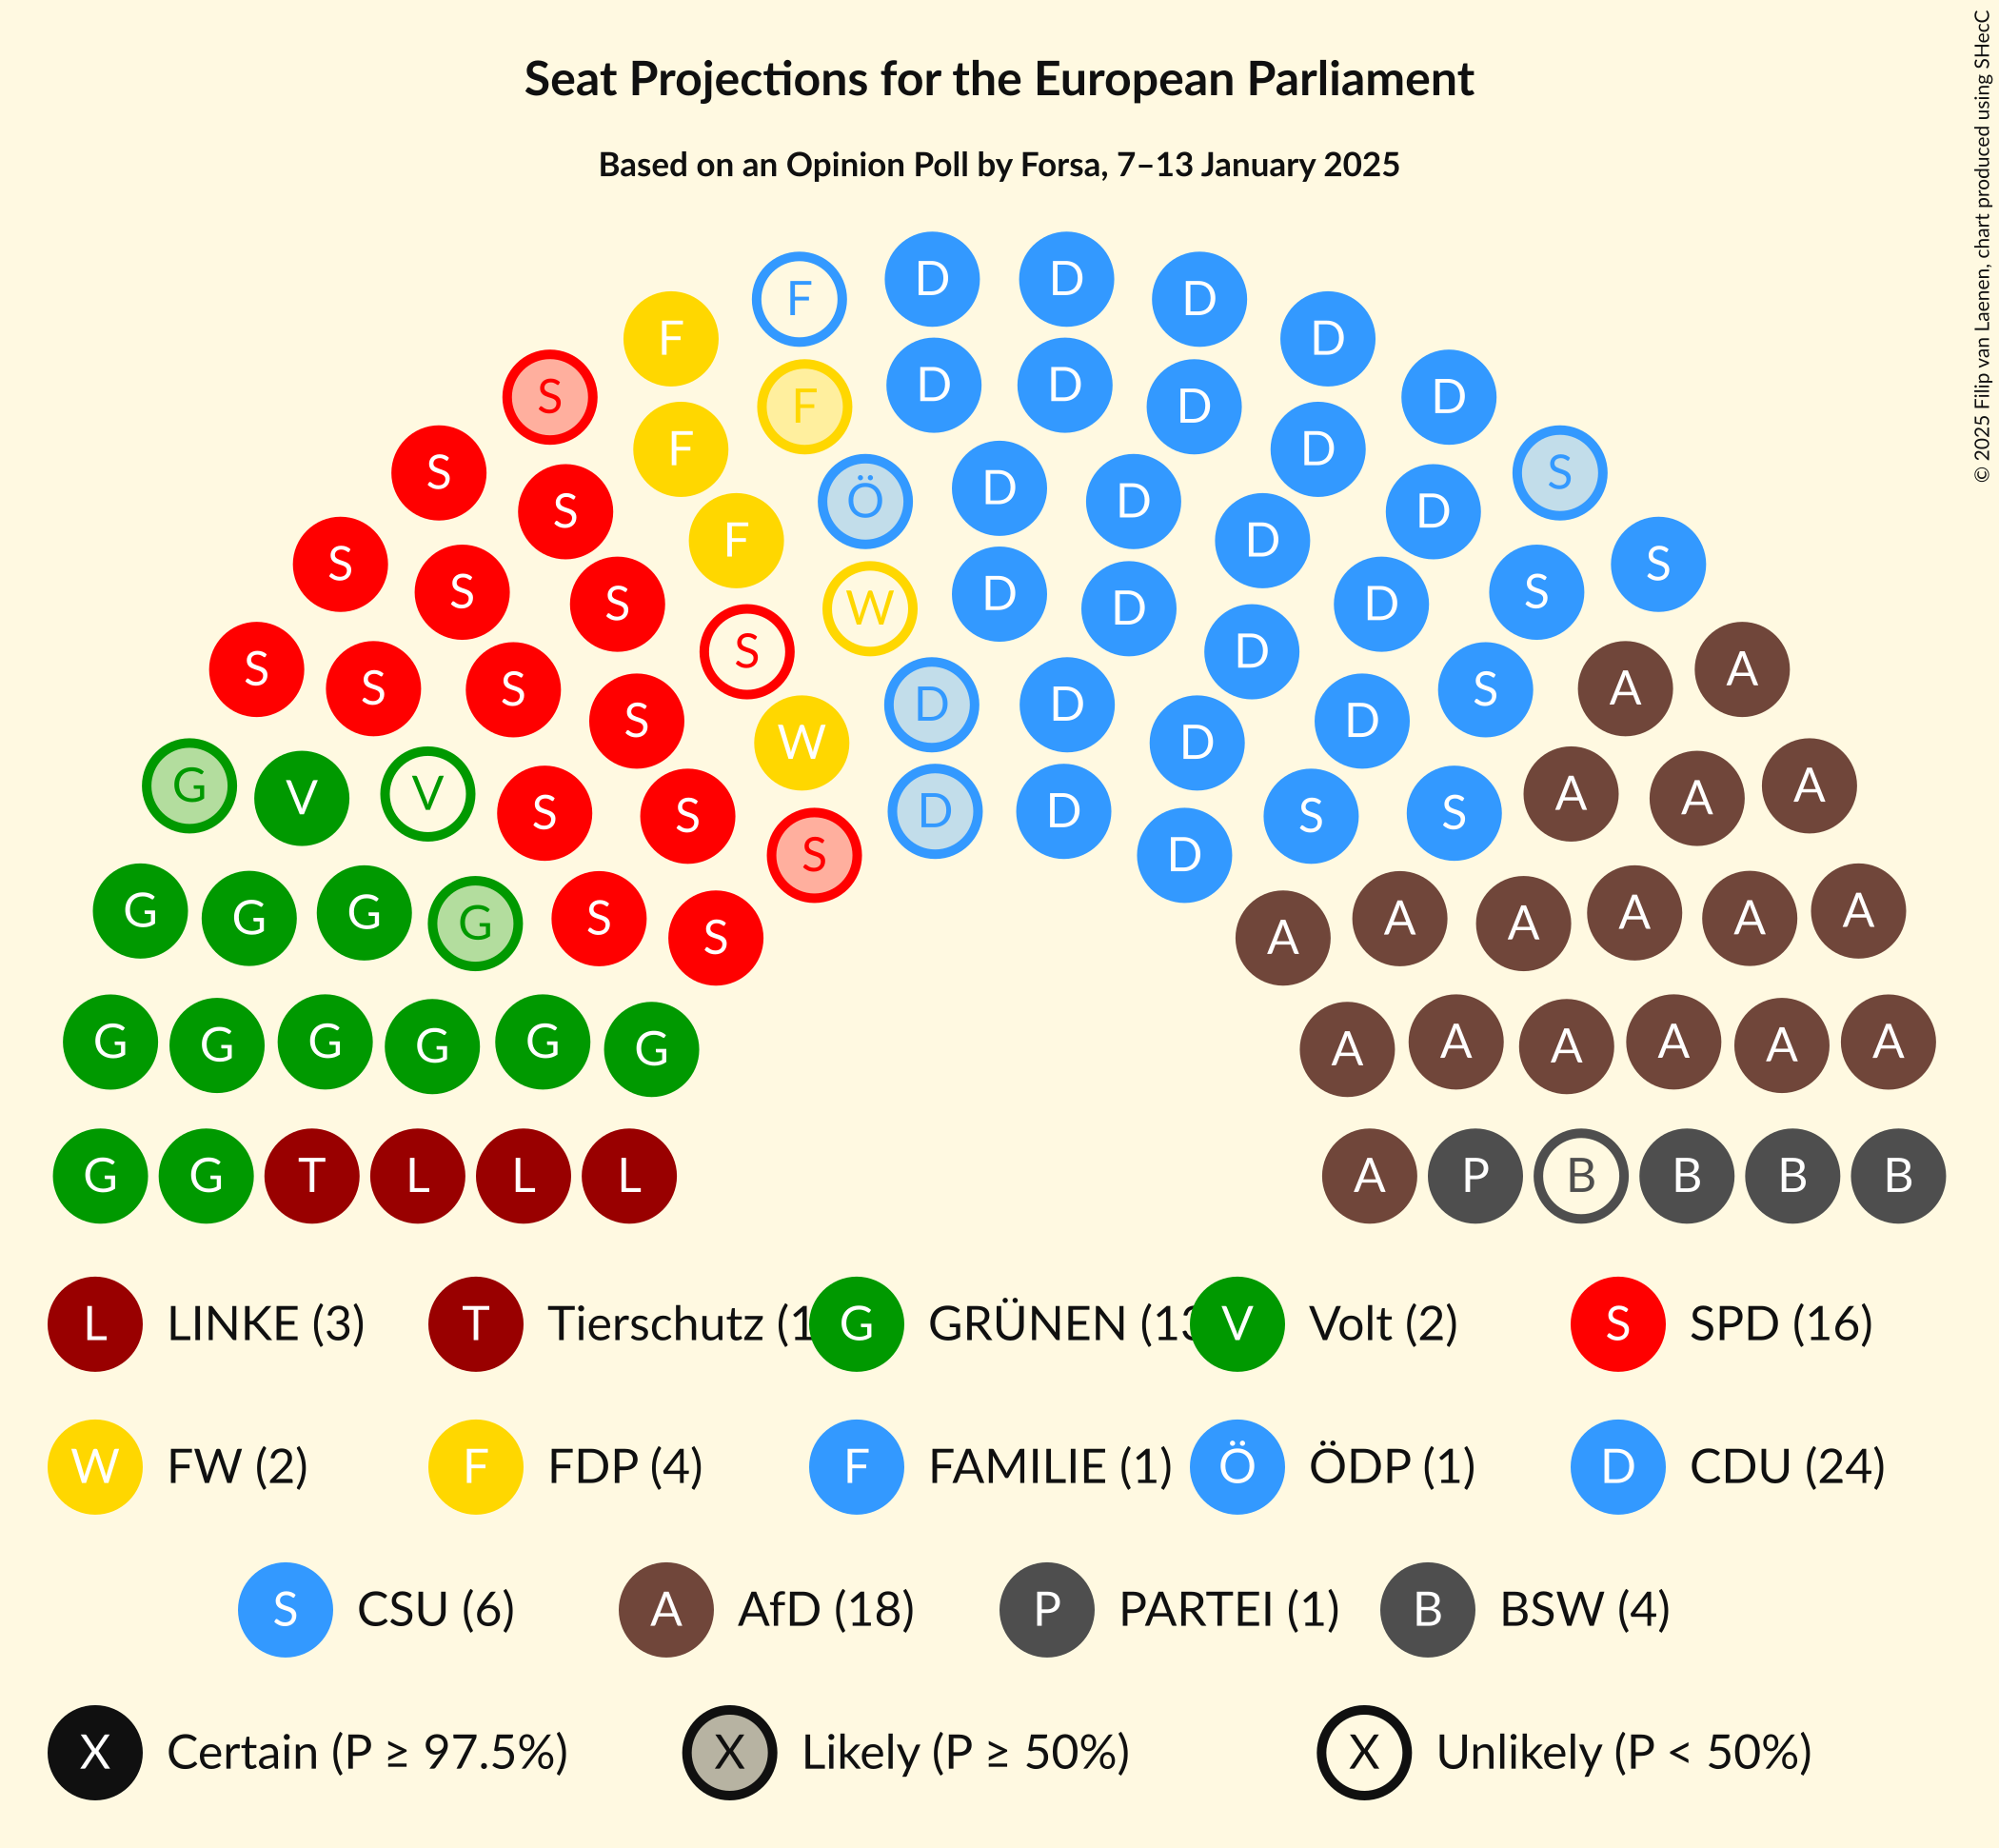 Seat Projections for the European Parliament
Based on an Opinion Poll by Forsa, 7–13 January 2025
© 2025 Filip van Laenen, chart produced using SHecC
D D
F D
F D
S F F D D D D
F D
S Ö D D S
S F D D
S S D S
S S W D D D S
S S D
S S S D D D S A A
S W D D
G V V S S D D S S A A A
S D
G G G G S S A A A A A A
G G G G G G A A A A A A
G G T L L L A P B B B B
L LINKE (3) T Tierschutz (1 G GRÜNEN (13 V Volt (2) S SPD (16)
W FW (2) F FDP (4) F FAMILIE (1) Ö ÖDP (1) D CDU (24)
S CSU (6) A AfD (18) P PARTEI (1) B BSW (4)
X Certain (P ≥ 97.5%) X Likely (P ≥ 50%) X Unlikely (P < 50%)